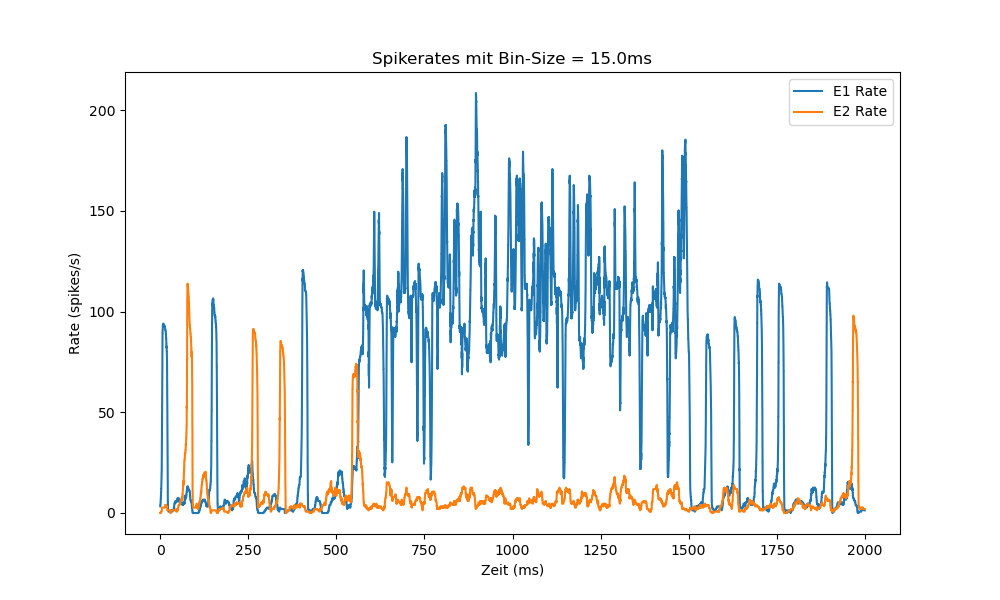 Spikerates mit Bin-Size = 15.0ms
E1 Rate
E2 Rate
Rate (spikes/s)
200
150
100
50
0
0 250 500 750 1000 1250 1500 1750 2000
Zeit (ms)